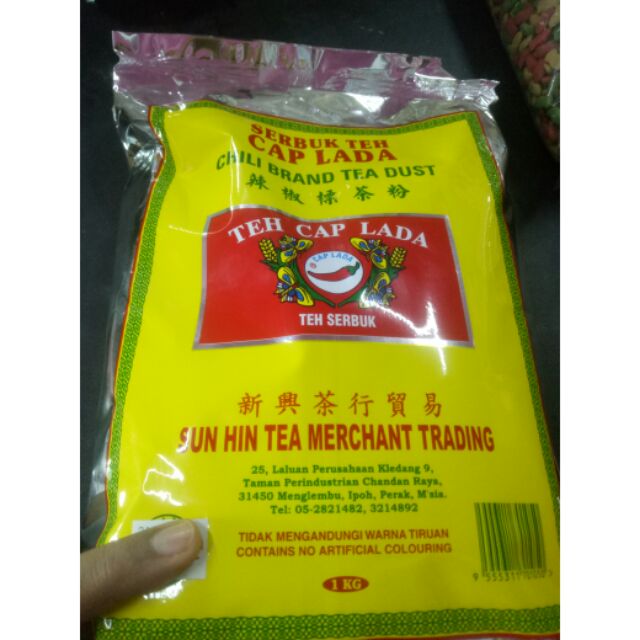 SERBUK TEH
CAP LADA
CHILI BRAND TEA DUST
辣椒標茶粉
TEH CAP LADA
CAP LADA
TEH SERBUK
新興茶行貿易
SUN HIN TEA MERCHANT TRADING
25, Laluan Perusahaan Kledang 9,
Taman Perindustrian Chandan Raya,
31450 Menglembu, Ipoh, Perak, M'sia.
Tel: 05-2821482, 3214892
TIDAK MENGANDUNGI WARNA TIRUAN
CONTAINS NO ARTIFICIAL COLOURING
1 KG